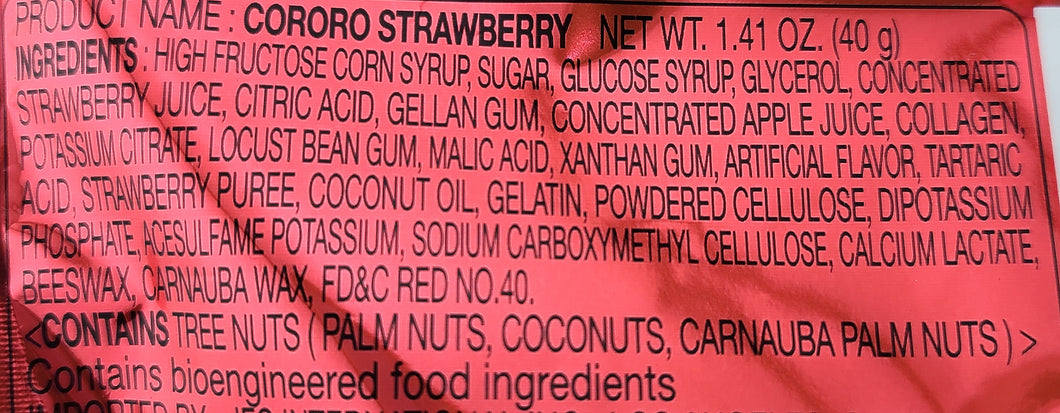 PRODUCT NAME : CORORO STRAWBERRY NET WT. 1.41 OZ. (40 g)
INGREDIENTS : HIGH FRUCTOSE CORN SYRUP, SUGAR, GLUCOSE SYRUP, GLYCEROL, CONCENTRATED
STRAWBERRY JUICE, CITRIC ACID, GELLAN GUM, CONCENTRATED APPLE JUICE, COLLAGEN,
POTASSIUM CITRATE, LOCUST BEAN GUM, MALIC ACID, XANTHAN GUM, ARTIFICIAL FLAVOR, TARTARIC
ACID, STRAWBERRY PUREE, COCONUT OIL, GELATIN, POWDERED CELLULOSE, DIPOTASSIUM
PHOSPHATE, ACESULFAME POTASSIUM, SODIUM CARBOXYMETHYL CELLULOSE, CALCIUM LACTATE,
BEESWAX, CARNAUBA WAX, FD&C RED NO.40.
<CONTAINS TREE NUTS ( PALM NUTS, COCONUTS, CARNAUBA PALM NUTS ) >
Contains bioengineered food ingredients
IMPORTED BY